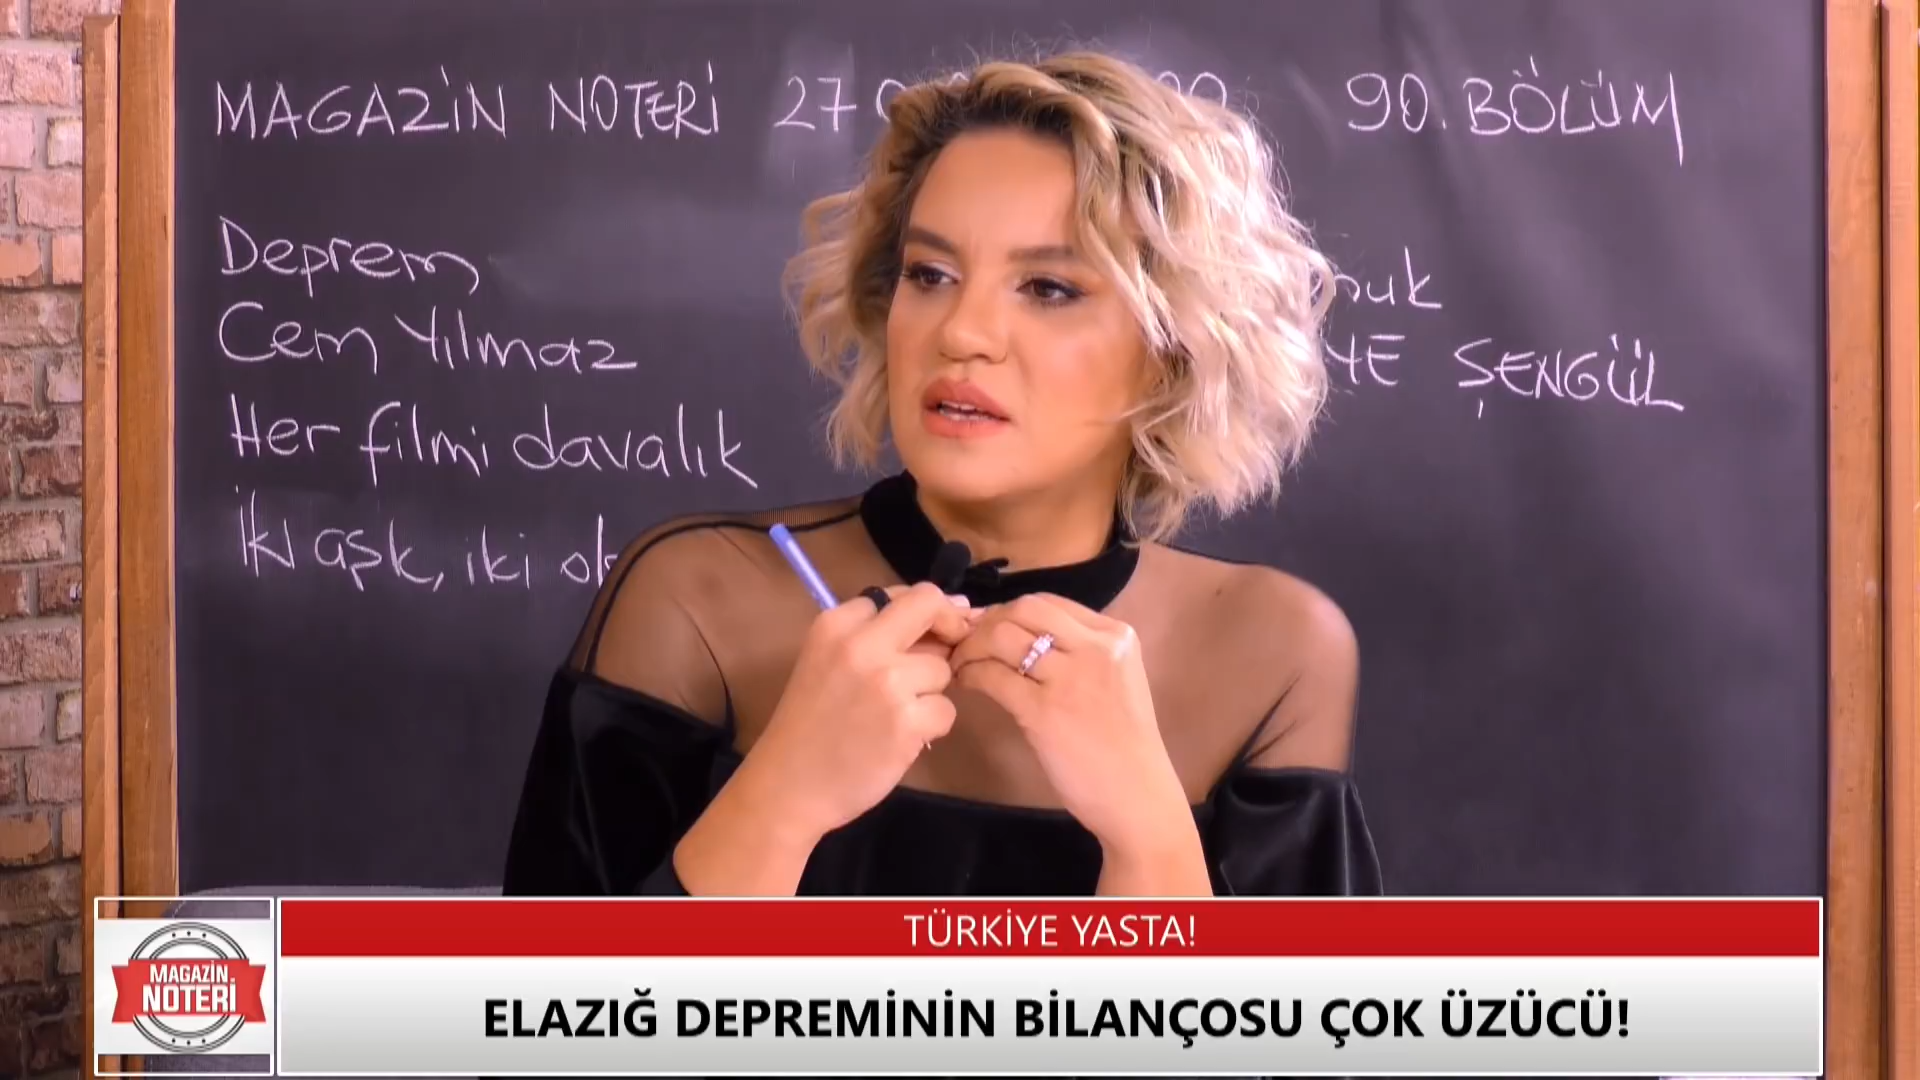 MAGAZİN NOTERİ 27 90. BÖLÜM
Deprem
Cem Yılmaz
ŞENGÜL
Her filmi davalık
İki aşk, iki
TÜRKİYE YASTA!
MAGAZİN
NOTERİ
ELAZIĞ DEPREMİNİN BİLANÇOSU ÇOK ÜZÜCÜ!